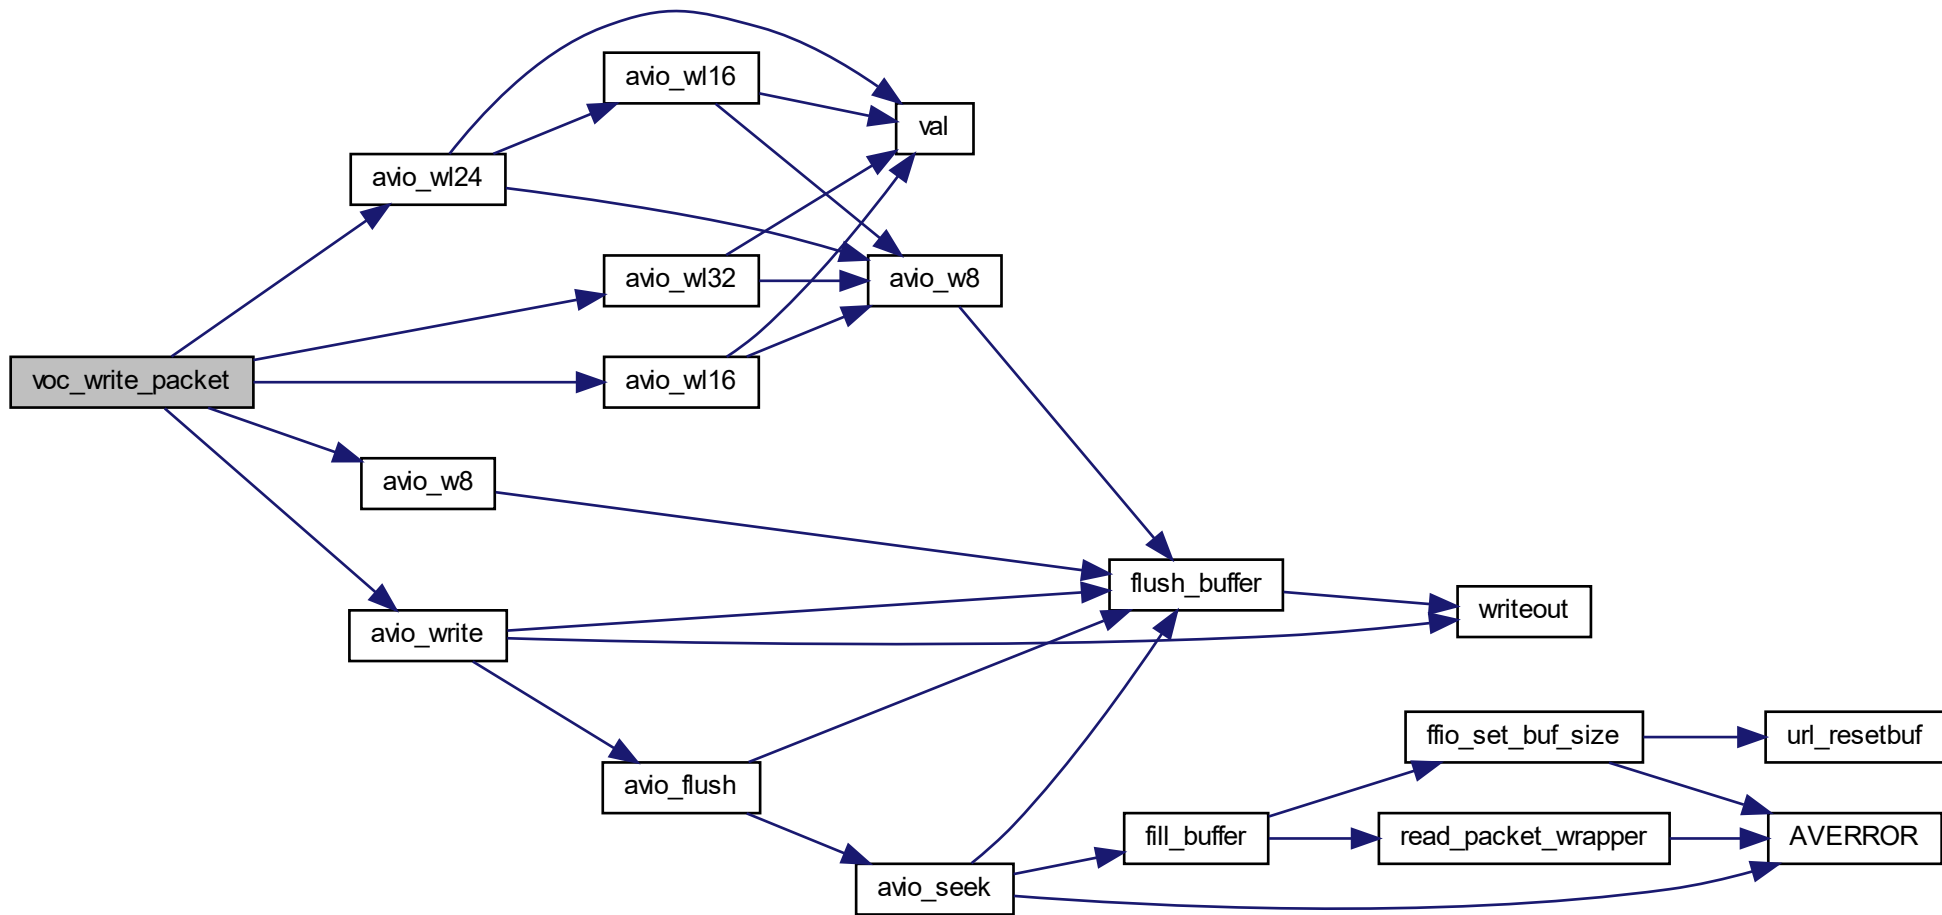 avio_wl16
val
avio_wl24
avio_wl32
avio_w8
voc_write_packet
avio_wl16
avio_w8
flush_buffer
writeout
avio_write
ffio_set_buf_size
url_resetbuf
avio_flush
fill_buffer
read_packet_wrapper
AVERROR
avio_seek